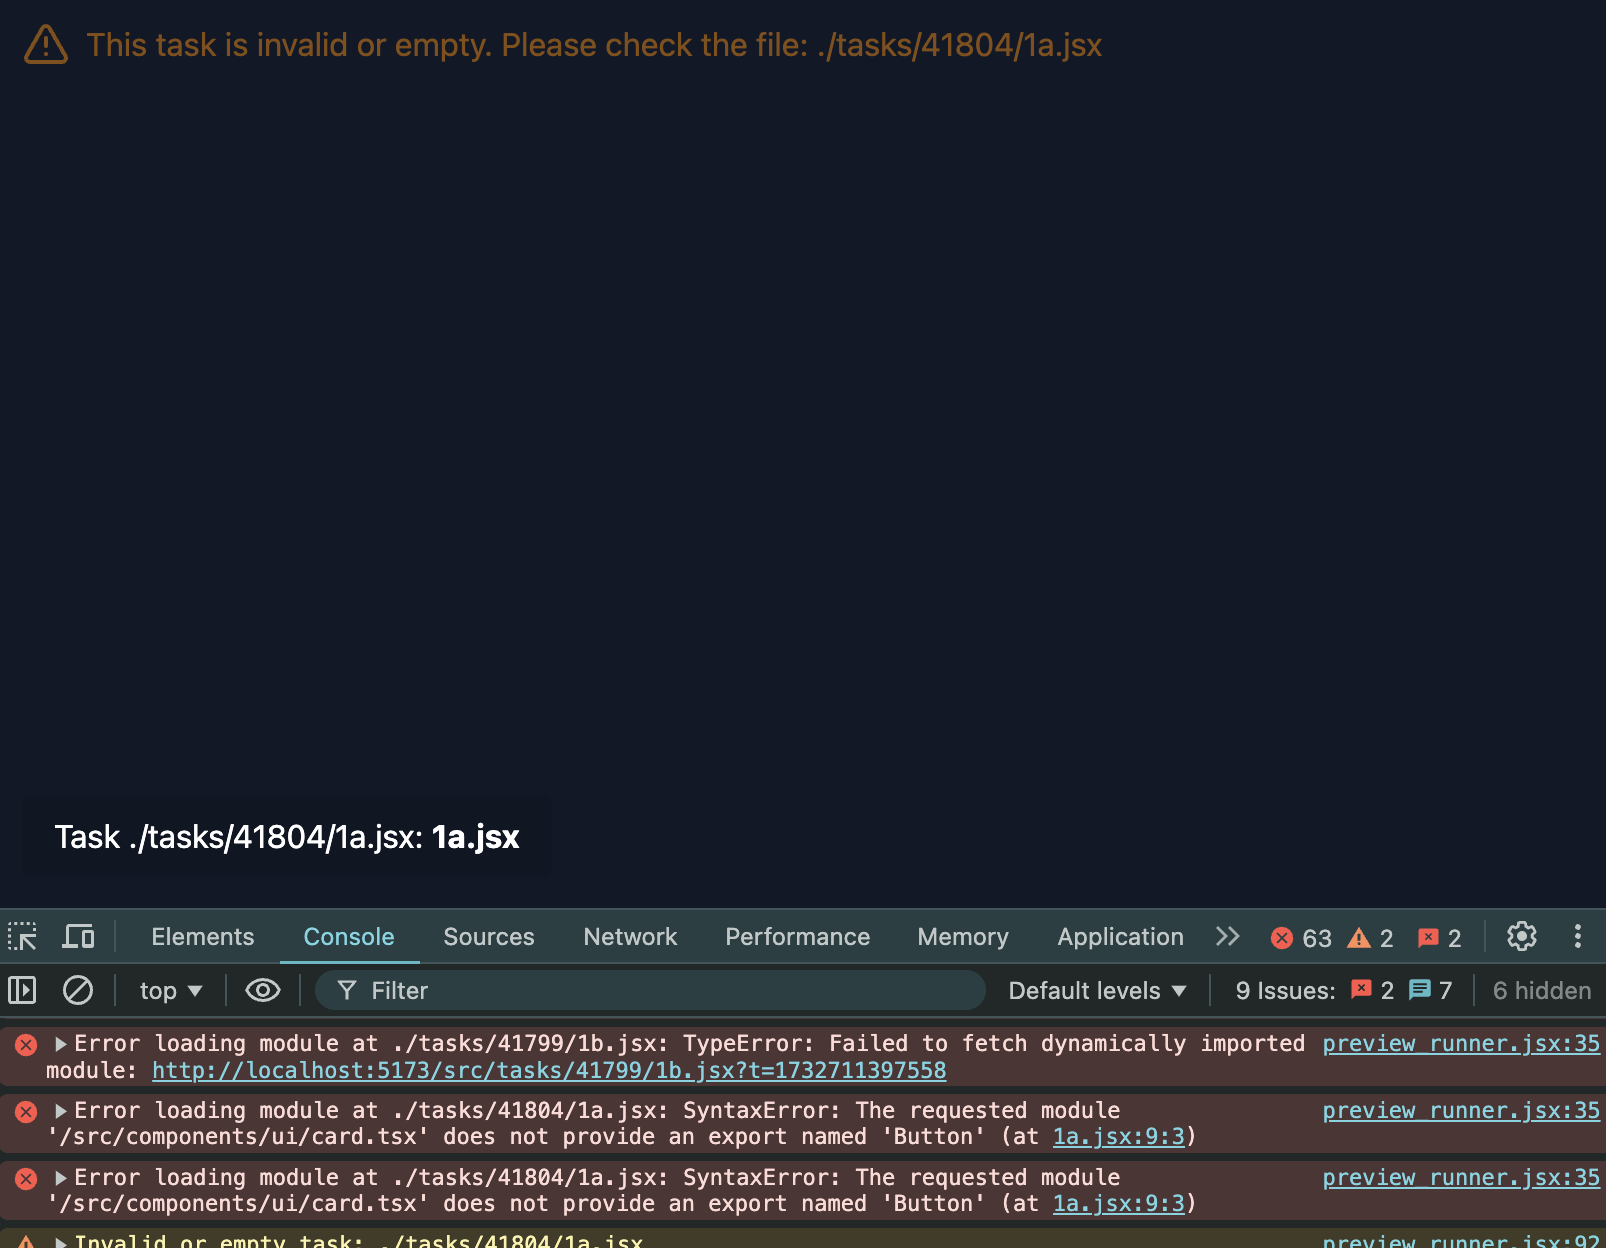 This task is invalid or empty. Please check the file: ./tasks/41804/1a.jsx
Task ./tasks/41804/1a.jsx: 1a.jsx
Elements Console Sources Network Performance Memory Application 63 2 2
top Filter Default levels 9 Issues: 2 7 6 hidden
Error loading module at ./tasks/41799/1b.jsx: TypeError: Failed to fetch dynamically imported preview_runner.jsx:35
module: http://localhost:5173/src/tasks/41799/1b.jsx?t=1732711397558
Error loading module at ./tasks/41804/1a.jsx: SyntaxError: The requested module preview_runner.jsx:35
'/src/components/ui/card.tsx' does not provide an export named 'Button' (at 1a.jsx:9:3)
Error loading module at ./tasks/41804/1a.jsx: SyntaxError: The requested module preview_runner.jsx:35
'/src/components/ui/card.tsx' does not provide an export named 'Button' (at 1a.jsx:9:3)
Invalid or empty task: ./tasks/41804/1a.jsx preview_runner.jsx:92